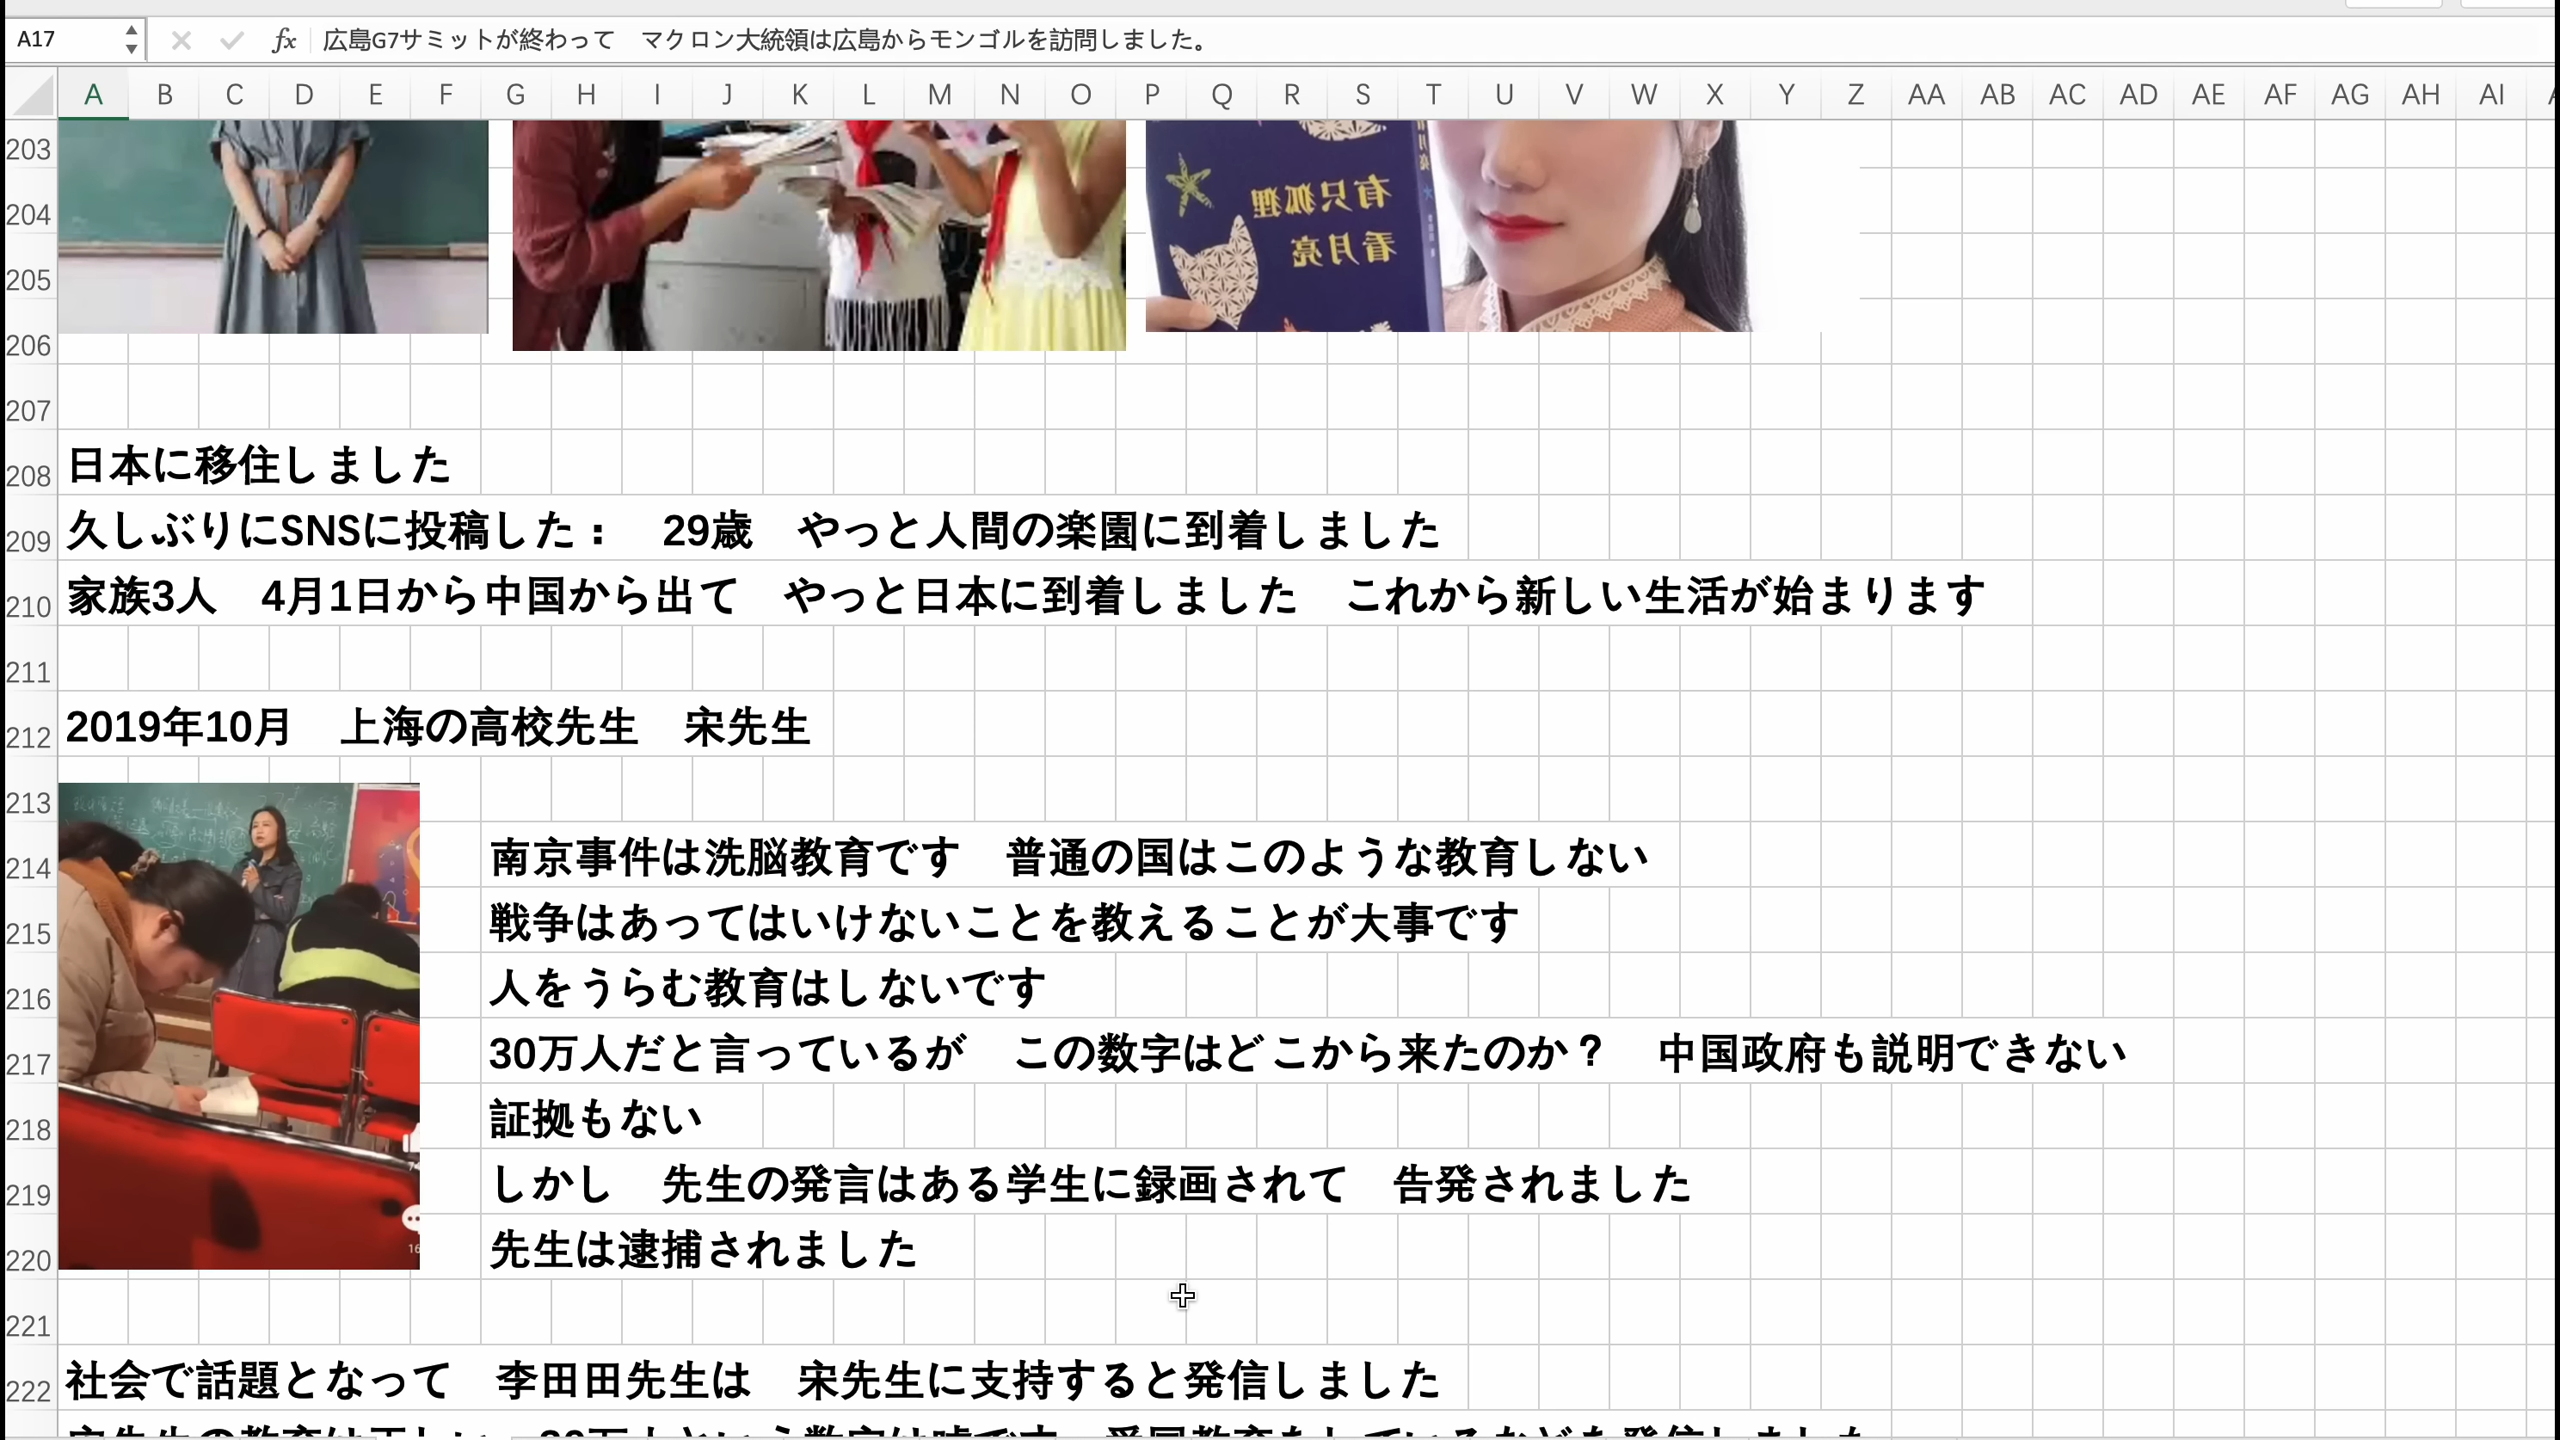 A17 fx 広島G7サミットが終わって　マクロン大統領は広島からモンゴルを訪問しました。
A B C D E F G H I J K L M N O P Q R S T U V W X Y Z AA AB AC AD AE AF AG AH AI
203
204
有只狐狸
看月亮
205
206
207
208 日本に移住しました
209 久しぶりにSNSに投稿した：　29歳　やっと人間の楽園に到着しました
210 家族3人　4月1日から中国から出て　やっと日本に到着しました　これから新しい生活が始まります
211
212 2019年10月　上海の高校先生　宋先生
213
214 南京事件は洗脳教育です　普通の国はこのような教育しない
215 戦争はあってはいけないことを教えることが大事です
216 人をうらむ教育はしないです
217 30万人だと言っているが　この数字はどこから来たのか？　中国政府も説明できない
218 証拠もない
219 しかし　先生の発言はある学生に録画されて　告発されました
220 先生は逮捕されました
221
222 社会で話題となって　李田田先生は　宋先生に支持すると発信しました